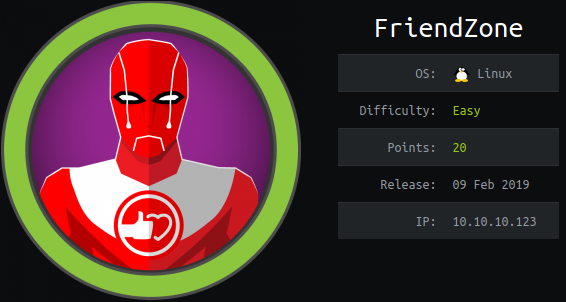 FriendZone
OS: Linux
Difficulty: Easy
Points: 20
Release: 09 Feb 2019
IP: 10.10.10.123